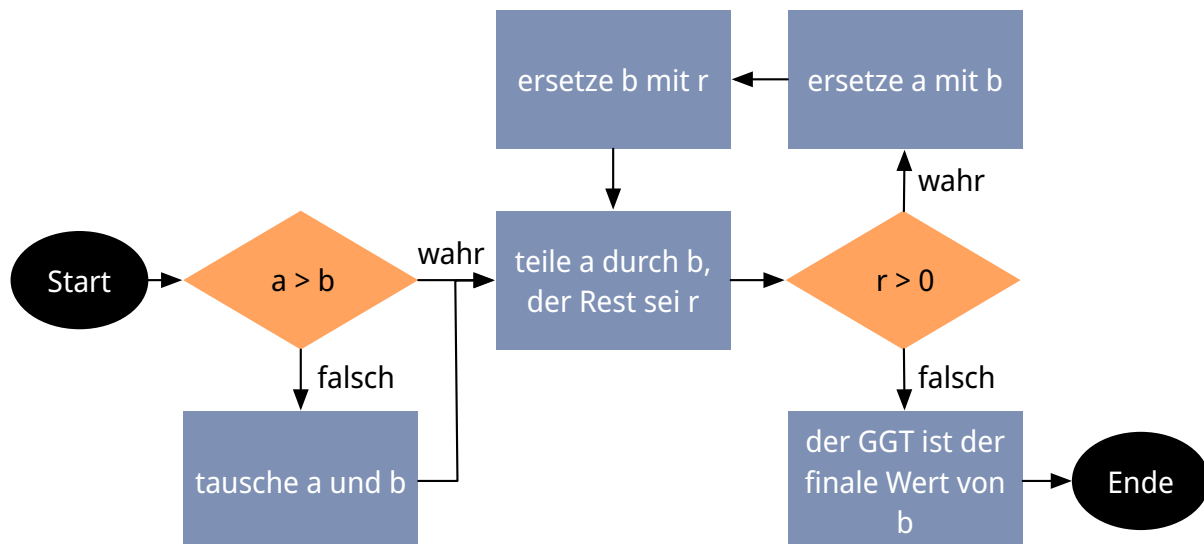 Start
a > b
wahr
falsch
tausche a und b
teile a durch b,
der Rest sei r
r > 0
wahr
ersetze a mit b
ersetze b mit r
falsch
der GGT ist der
finale Wert von
b
Ende